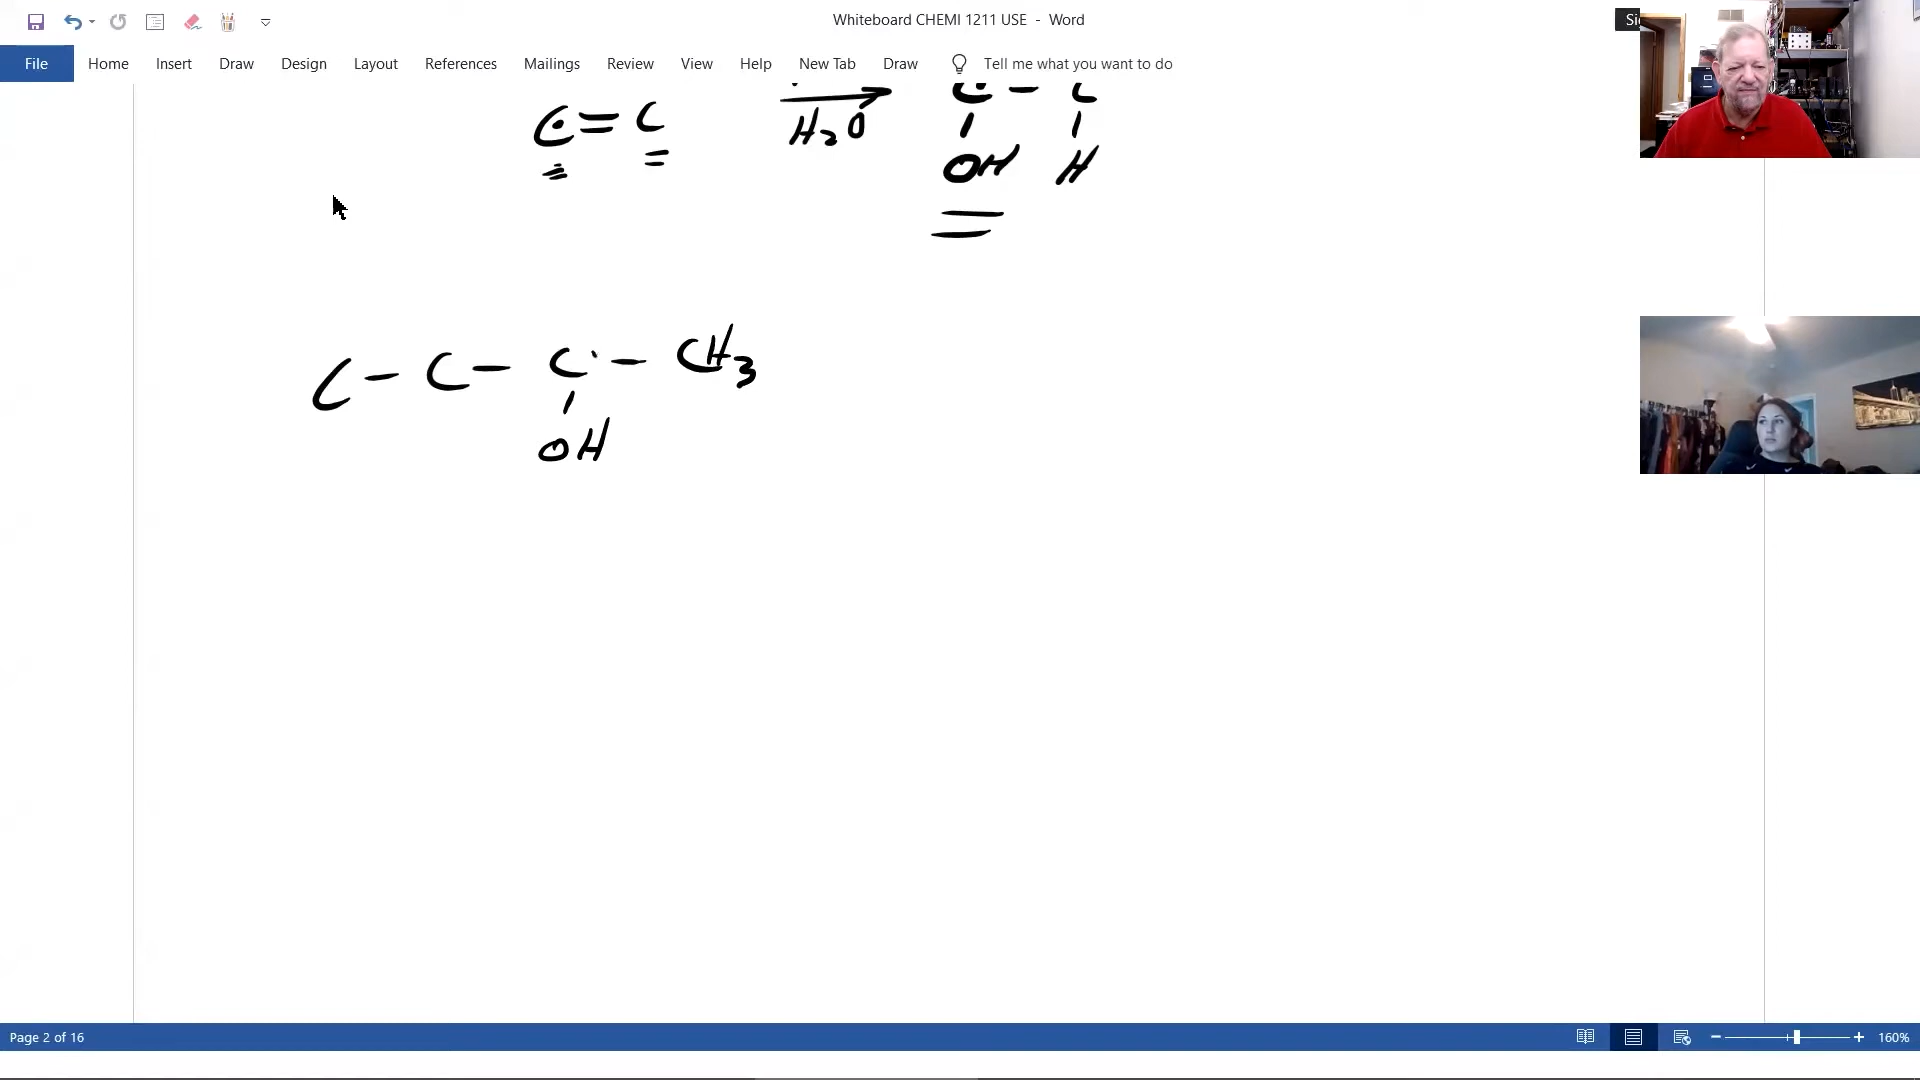 Whiteboard CHEMI 1211 USE - Word
Si
File Home Insert Draw Design Layout References Mailings Review View Help New Tab Draw Tell me what you want to do
C = C H2O C - C
OH H
C - C - C - CH3
OH
Page 2 of 16
160%